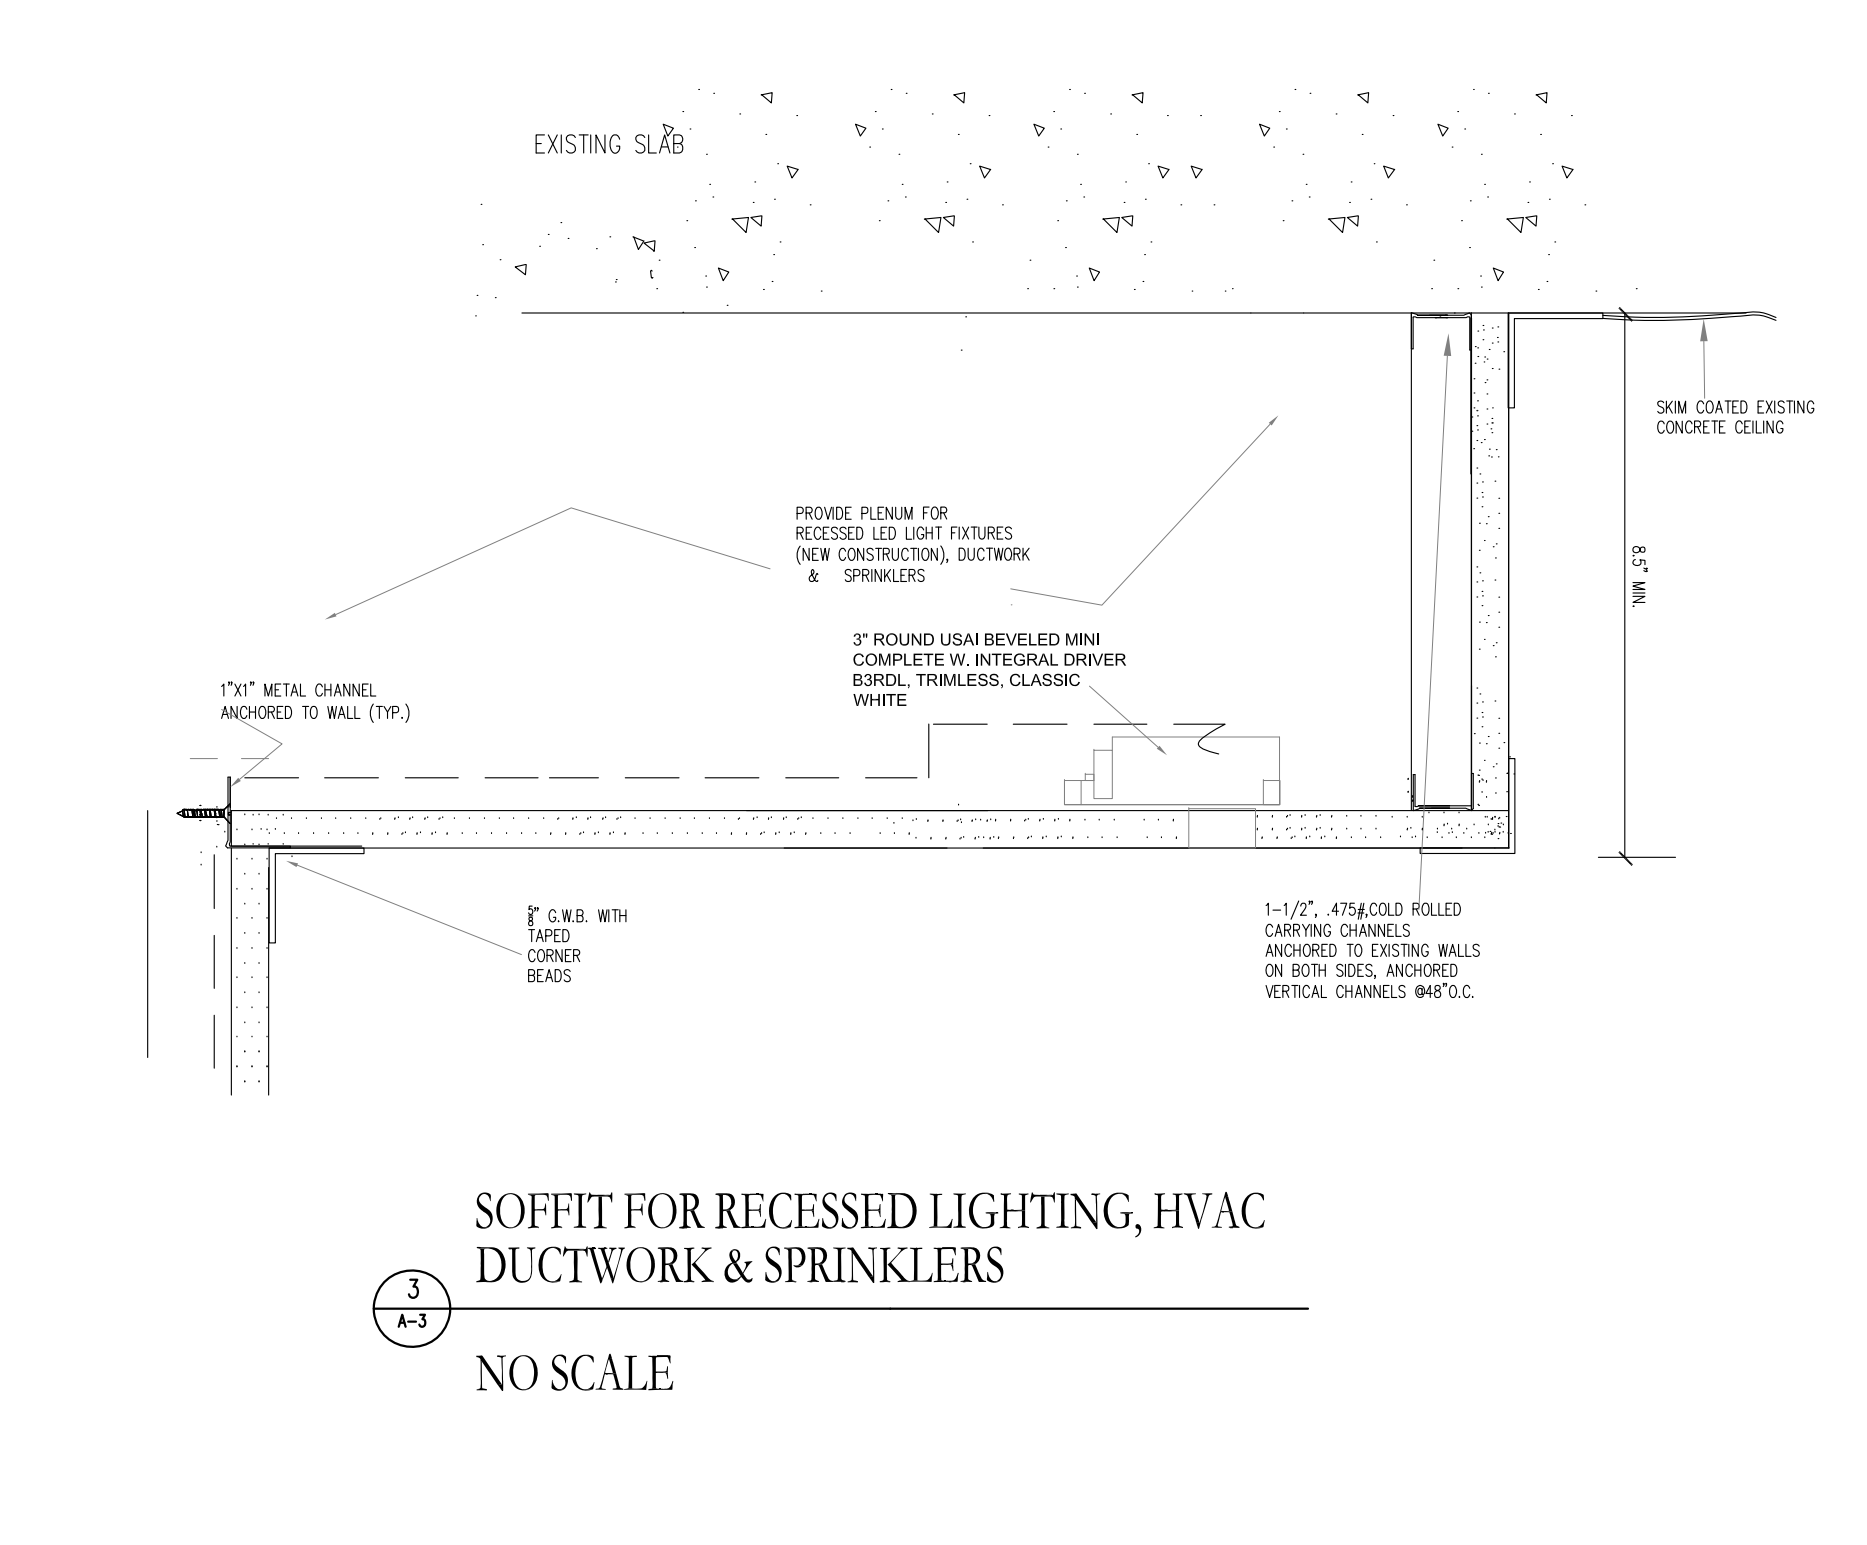 EXISTING SLAB
SKIM COATED EXISTING
CONCRETE CEILING
PROVIDE PLENUM FOR
RECESSED LED LIGHT FIXTURES
(NEW CONSTRUCTION), DUCTWORK
& SPRINKLERS
8.5" MIN.
3" ROUND USAI BEVELED MINI
COMPLETE W. INTEGRAL DRIVER
B3RDL, TRIMLESS, CLASSIC
WHITE
1"X1" METAL CHANNEL
ANCHORED TO WALL (TYP.)
5/8" G.W.B. WITH
TAPED
CORNER
BEADS
1-1/2", .475#,COLD ROLLED
CARRYING CHANNELS
ANCHORED TO EXISTING WALLS
ON BOTH SIDES, ANCHORED
VERTICAL CHANNELS @48"O.C.
SOFFIT FOR RECESSED LIGHTING, HVAC
DUCTWORK & SPRINKLERS
3
A-3
NO SCALE